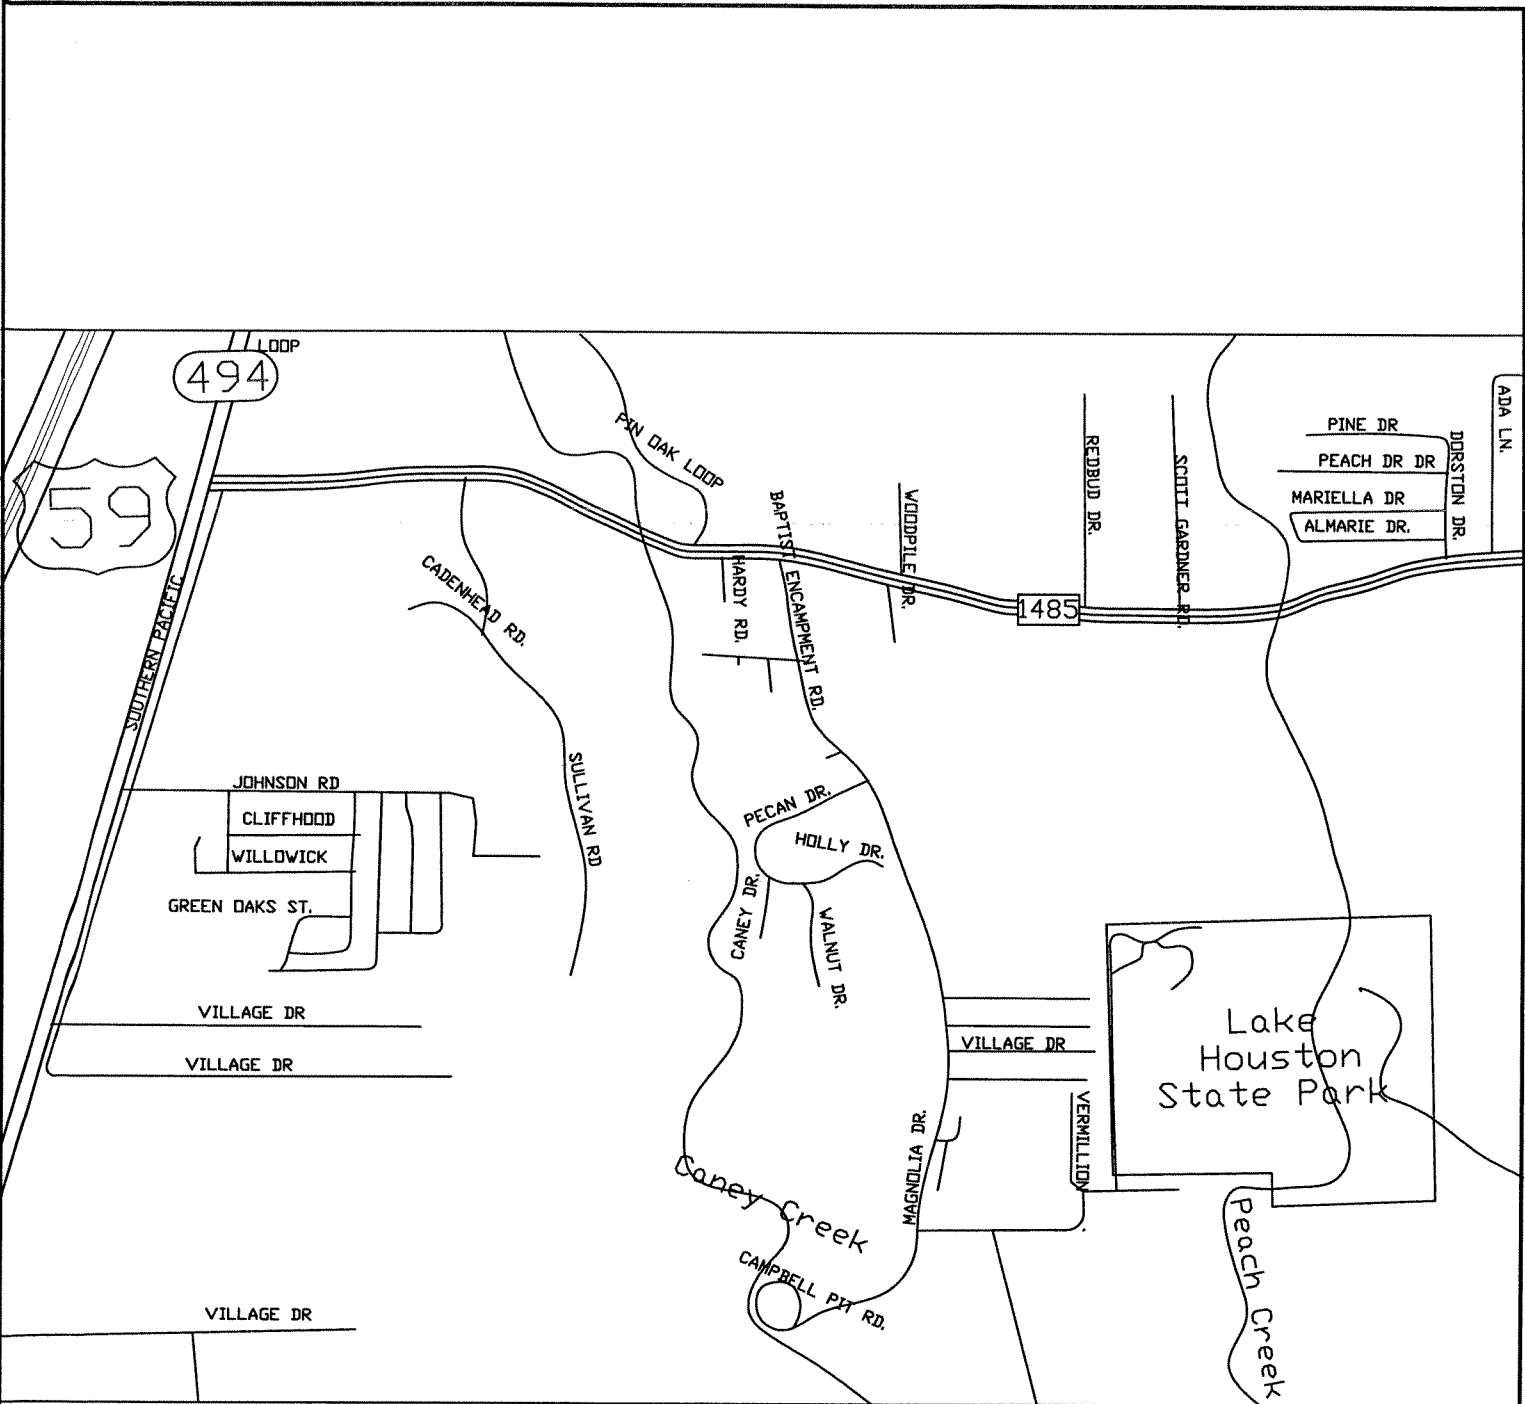 LOOP
494
59
PIN OAK LOOP
PINE DR
PEACH DR DR
MARIELLA DR
ALMARIE DR.
DORSTON DR.
ADA LN.
REDBUD DR.
SCOTT GARDNER RD.
WOODPILE DR.
BAPTIST ENCAMPMENT RD.
HARDY RD.
1485
CADENHEAD RD.
SOUTHERN PACIFIC
SULLIVAN RD
JOHNSON RD
CLIFFHOOD
WILLOWICK
GREEN OAKS ST.
PECAN DR.
HOLLY DR.
CANEY DR.
WALNUT DR.
VILLAGE DR
VILLAGE DR
VILLAGE DR
Lake
Houston
State Park
VERMILLION
MAGNOLIA DR.
Caney Creek
CAMPBELL PIT RD.
Peach Creek
VILLAGE DR